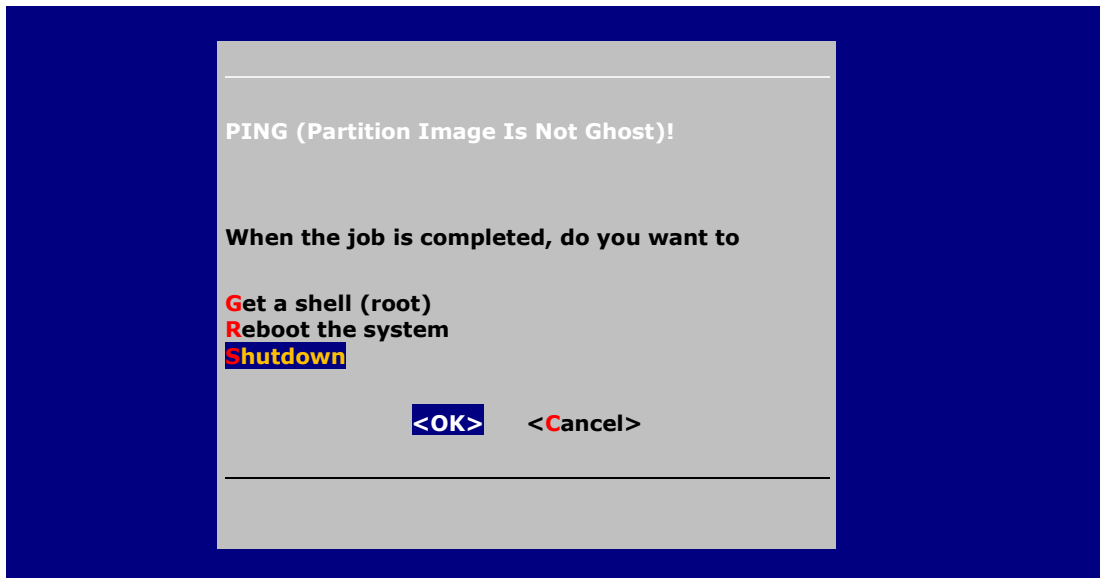 PING (Partition Image Is Not Ghost)!
When the job is completed, do you want to
Get a shell (root)
Reboot the system
Shutdown
<OK> <Cancel>